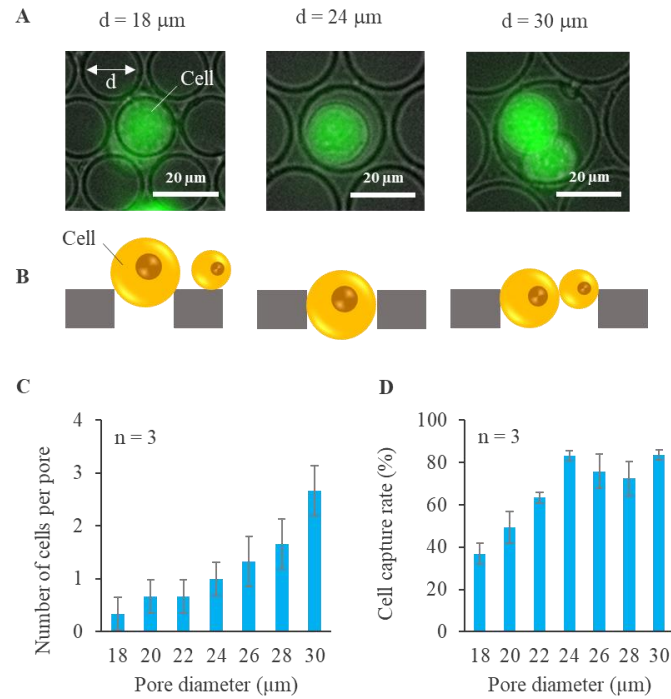 A
d = 18 µm
d = 24 µm
d = 30 µm
d
Cell
20 µm
20 µm
20 µm
Cell
B
C
D
Number of cells per pore
4
3
2
1
0
n = 3
18 20 22 24 26 28 30
Pore diameter (µm)
Cell capture rate (%)
100
80
60
40
20
0
n = 3
18 20 22 24 26 28 30
Pore diameter (µm)